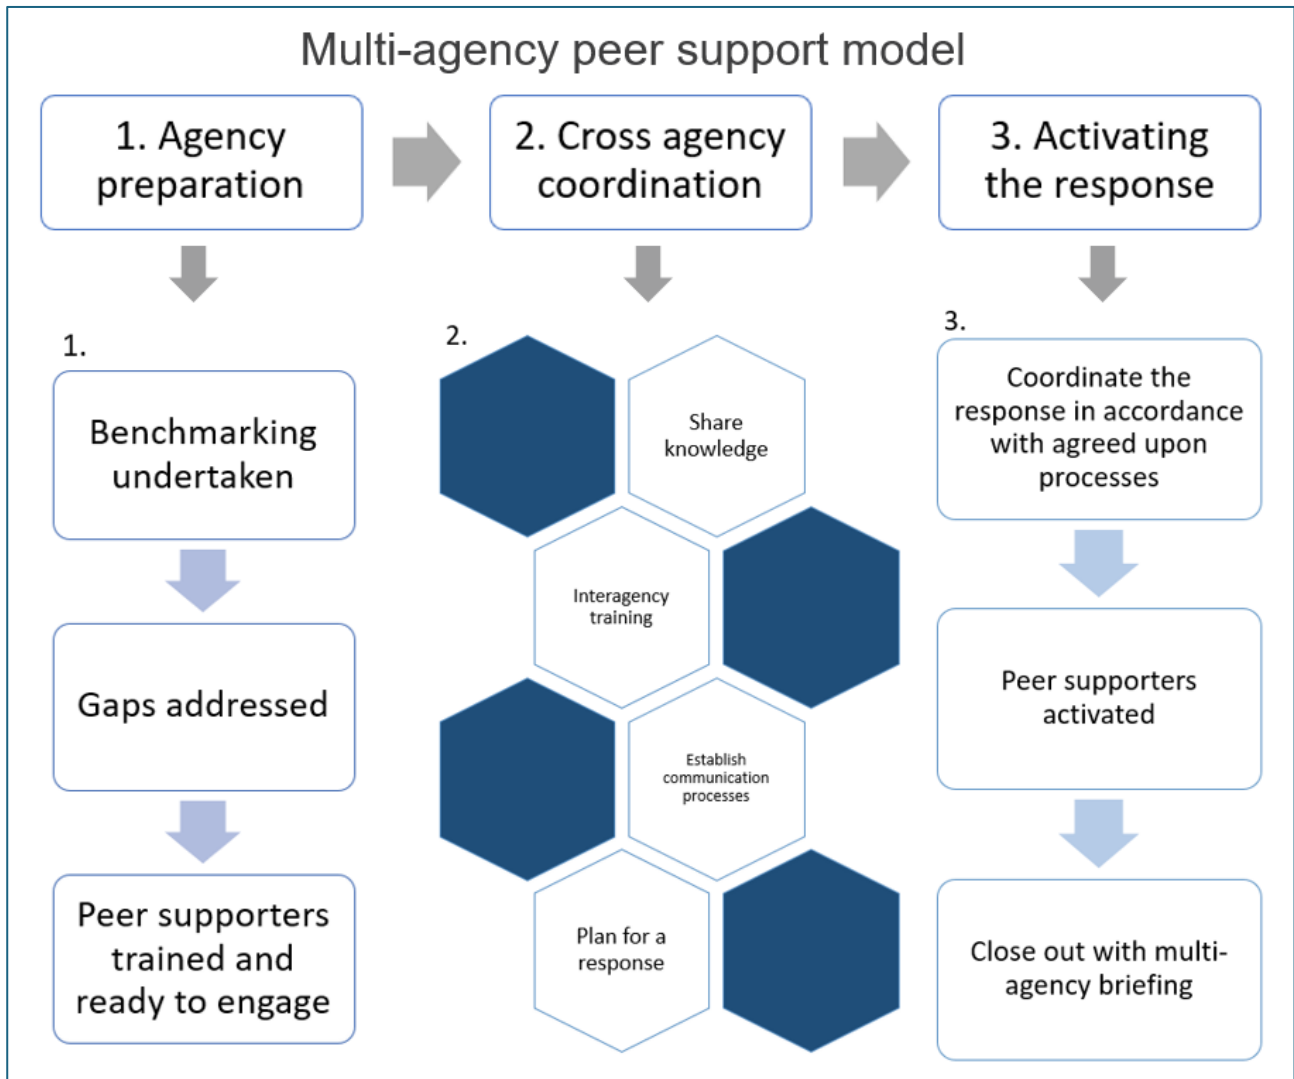 Multi-agency peer support model
1. Agency
preparation
2. Cross agency
coordination
3. Activating
the response
1.
Benchmarking
undertaken
Gaps addressed
Peer supporters
trained and
ready to engage
2.
Share
knowledge
Interagency
training
Establish
communication
processes
Plan for a
response
3.
Coordinate the
response in accordance
with agreed upon
processes
Peer supporters
activated
Close out with multi-
agency briefing